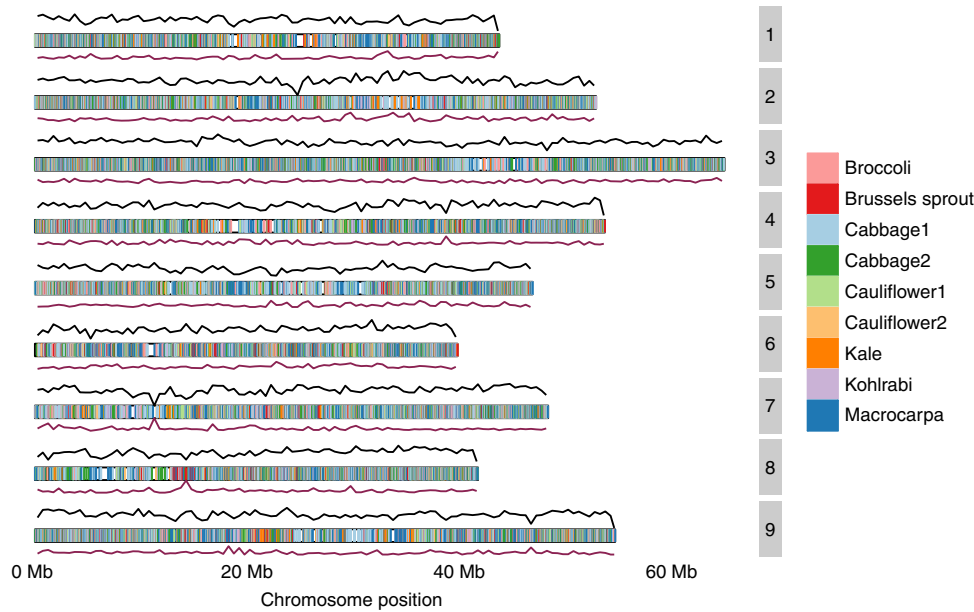 1
2
3
4
5
6
7
8
9
Broccoli
Brussels sprout
Cabbage1
Cabbage2
Cauliflower1
Cauliflower2
Kale
Kohlrabi
Macrocarpa
0 Mb 20 Mb 40 Mb 60 Mb
Chromosome position